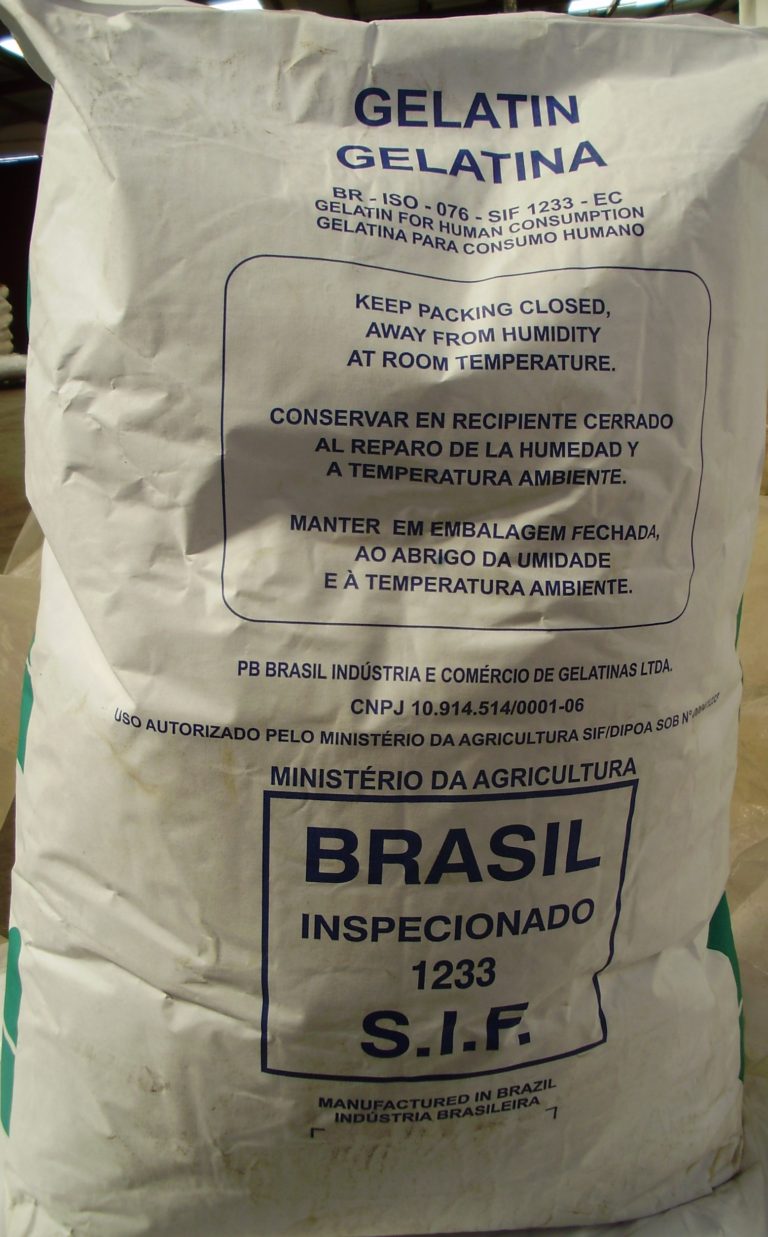 GELATIN
GELATINA
BR - ISO - 076 - SIF 1233 - EC
GELATIN FOR HUMAN CONSUMPTION
GELATINA PARA CONSUMO HUMANO
KEEP PACKING CLOSED,
AWAY FROM HUMIDITY
AT ROOM TEMPERATURE.
CONSERVAR EN RECIPIENTE CERRADO
AL REPARO DE LA HUMEDAD Y
A TEMPERATURA AMBIENTE.
MANTER EM EMBALAGEM FECHADA,
AO ABRIGO DA UMIDADE
E À TEMPERATURA AMBIENTE.
PB BRASIL INDÚSTRIA E COMÉRCIO DE GELATINAS LTDA.
CNPJ 10.914.514/0001-06
USO AUTORIZADO PELO MINISTÉRIO DA AGRICULTURA SIF/DIPOA SOB Nº
MINISTÉRIO DA AGRICULTURA
BRASIL
INSPECIONADO
1233
S.I.F.
MANUFACTURED IN BRAZIL
INDÚSTRIA BRASILEIRA